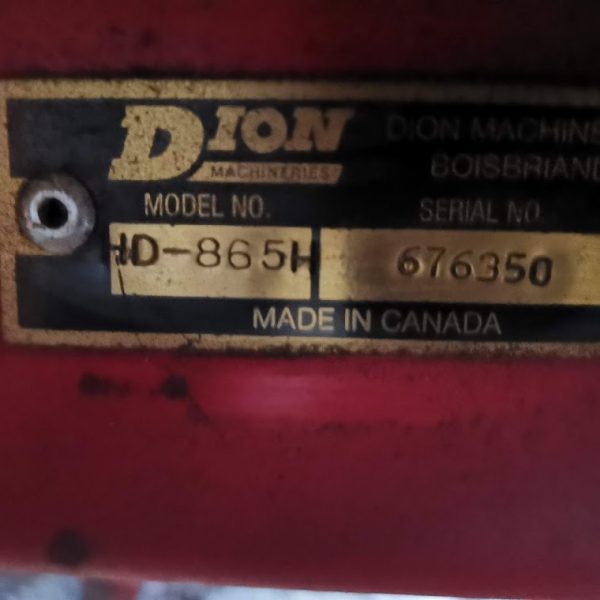 DION
MACHINERIES
DION MACHINE
BOISBRIAND
MODEL NO.
SERIAL NO.
HD-865H
676350
MADE IN CANADA